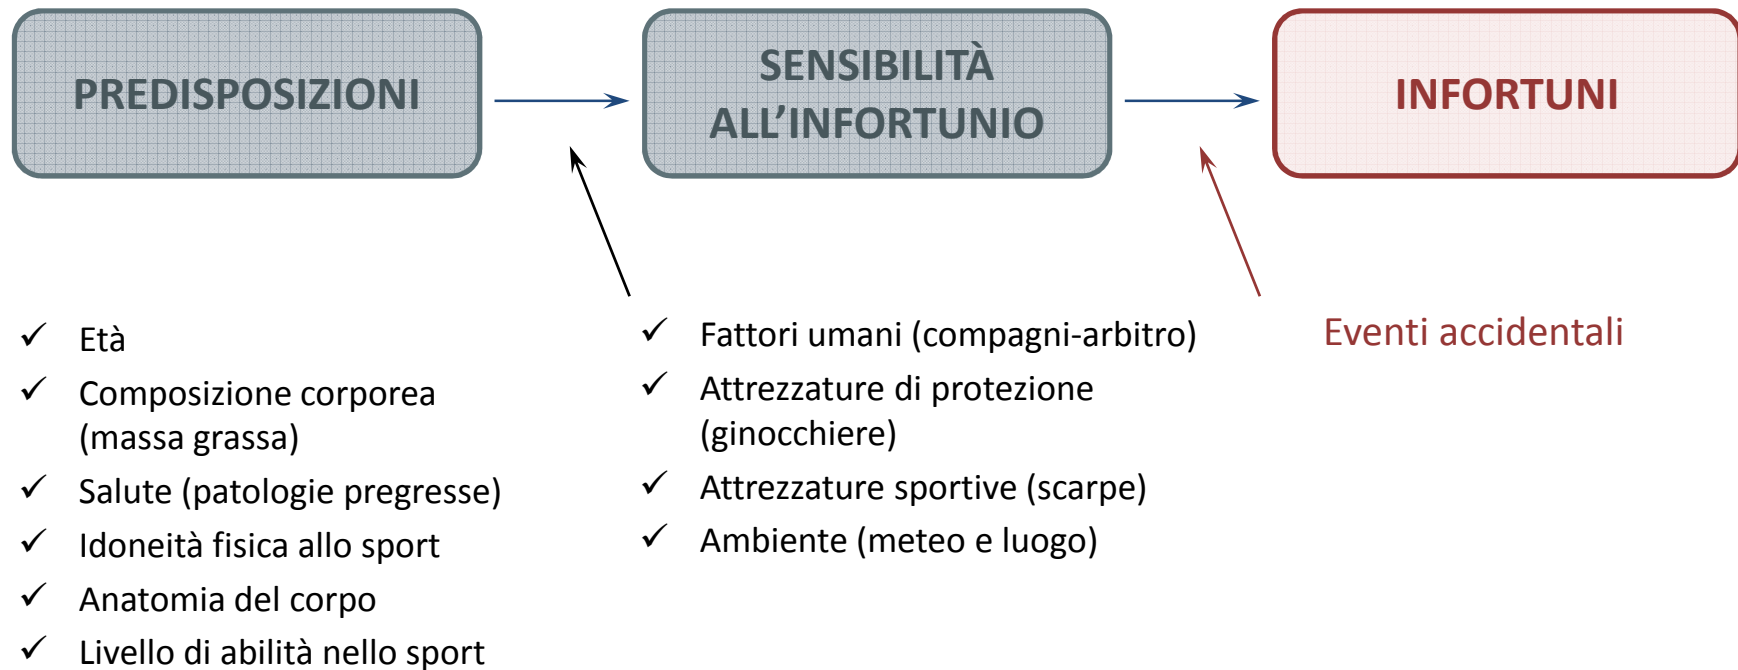 PREDISPOSIZIONI
SENSIBILITÀ
ALL’INFORTUNIO
INFORTUNI
✓ Età
✓ Composizione corporea
(massa grassa)
✓ Salute (patologie pregresse)
✓ Idoneità fisica allo sport
✓ Anatomia del corpo
✓ Livello di abilità nello sport
✓ Fattori umani (compagni-arbitro)
✓ Attrezzature di protezione
(ginocchiere)
✓ Attrezzature sportive (scarpe)
✓ Ambiente (meteo e luogo)
Eventi accidentali